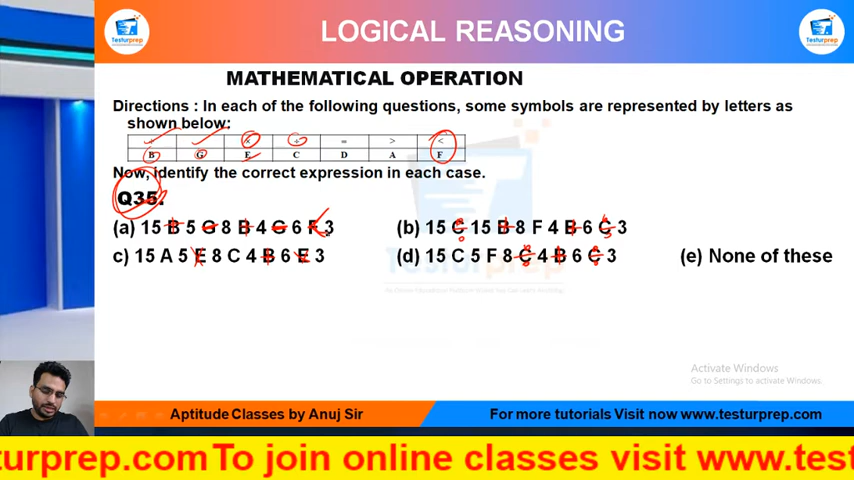 Testurprep
LOGICAL REASONING
Testurprep
MATHEMATICAL OPERATION
Directions : In each of the following questions, some symbols are represented by letters as
shown below:
+ - × ÷ = > <
B G E C D A F
Now, identify the correct expression in each case.
Q35.
(a) 15 B 5 G 8 B 4 G 6 F 3 (b) 15 C 15 B 8 F 4 B 6 C 3
c) 15 A 5 E 8 C 4 B 6 E 3 (d) 15 C 5 F 8 C 4 B 6 C 3 (e) None of these
Testurprep
Activate Windows
Go to Settings to activate Windows.
Aptitude Classes by Anuj Sir For more tutorials Visit now www.testurprep.com
turprep.com To join online classes visit www.test